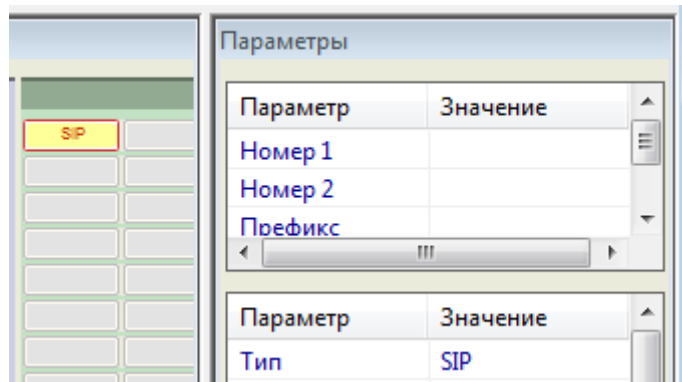 Параметры
Параметр Значение
SIP
Номер 1
Номер 2
Префикс
Параметр Значение
Тип SIP